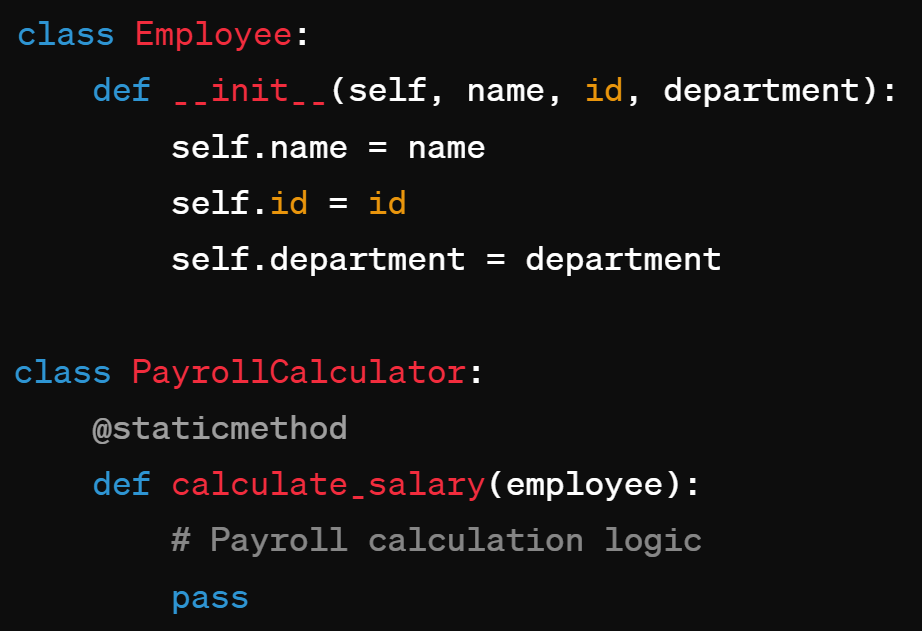 class Employee:
    def __init__(self, name, id, department):
        self.name = name
        self.id = id
        self.department = department

class PayrollCalculator:
    @staticmethod
    def calculate_salary(employee):
        # Payroll calculation logic
        pass